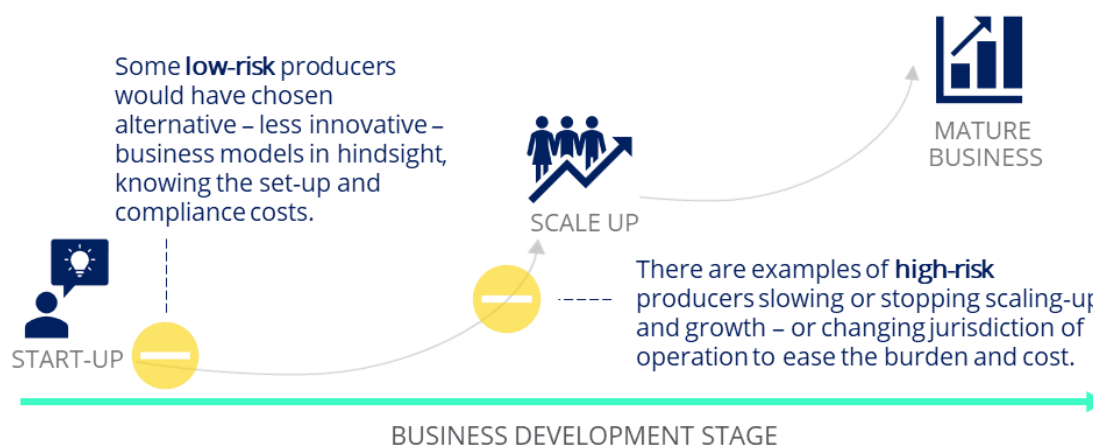 Some low-risk producers
would have chosen
alternative – less innovative –
business models in hindsight,
knowing the set-up and
compliance costs.
MATURE
BUSINESS
SCALE UP
There are examples of high-risk
producers slowing or stopping scaling-up
and growth – or changing jurisdiction of
operation to ease the burden and cost.
START-UP
BUSINESS DEVELOPMENT STAGE